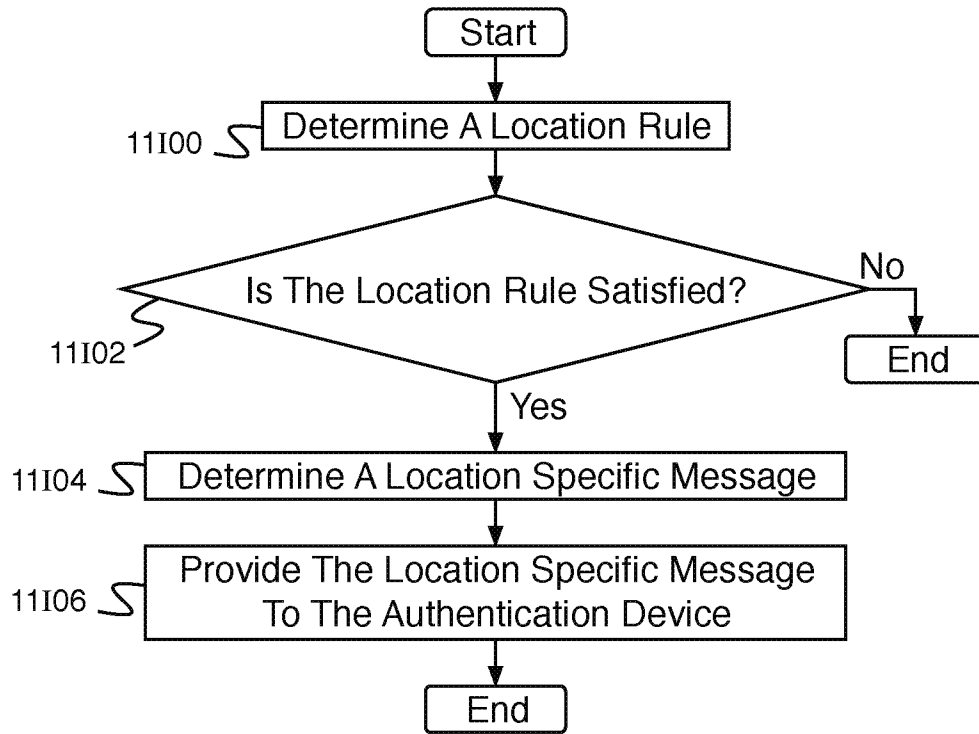 Start
11I00
Determine A Location Rule
Is The Location Rule Satisfied?
No
11I02
End
Yes
11I04
Determine A Location Specific Message
11I06
Provide The Location Specific Message
To The Authentication Device
End